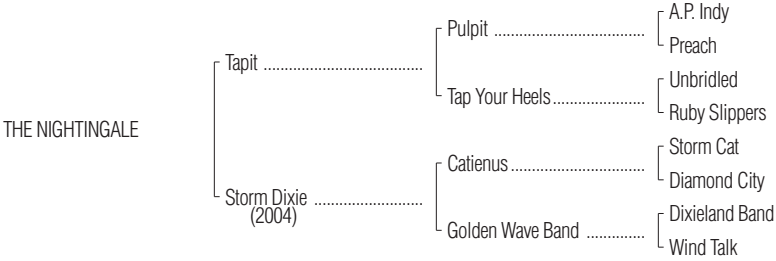 A.P. Indy
Pulpit ..............................................
Preach
Tapit ................................................
Unbridled
Tap Your Heels............................
Ruby Slippers
THE NIGHTINGALE
Storm Cat
Catienus ........................................
Diamond City
Storm Dixie .................................
(2004)
Dixieland Band
Golden Wave Band ..................
Wind Talk